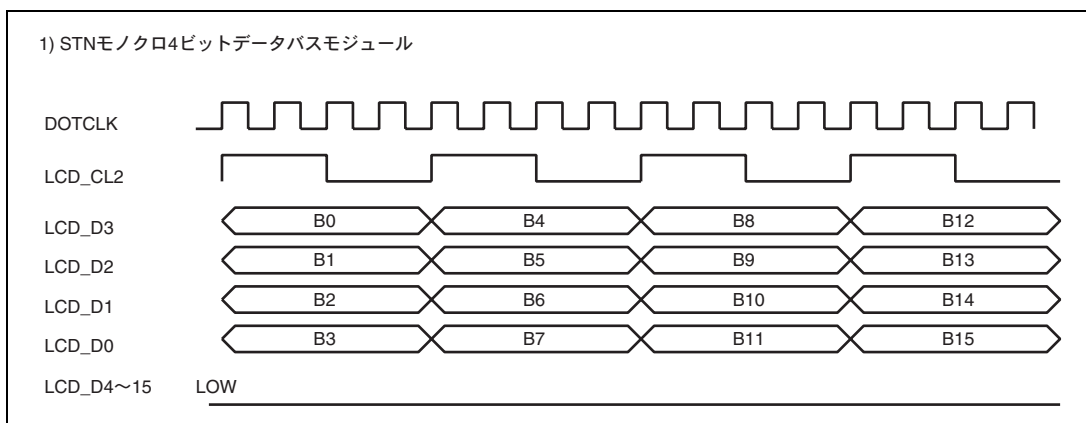 1) STNモノクロ4ビットデータバスモジュール
DOTCLK
LCD_CL2
LCD_D3 B0 B4 B8 B12
LCD_D2 B1 B5 B9 B13
LCD_D1 B2 B6 B10 B14
LCD_D0 B3 B7 B11 B15
LCD_D4～15 LOW